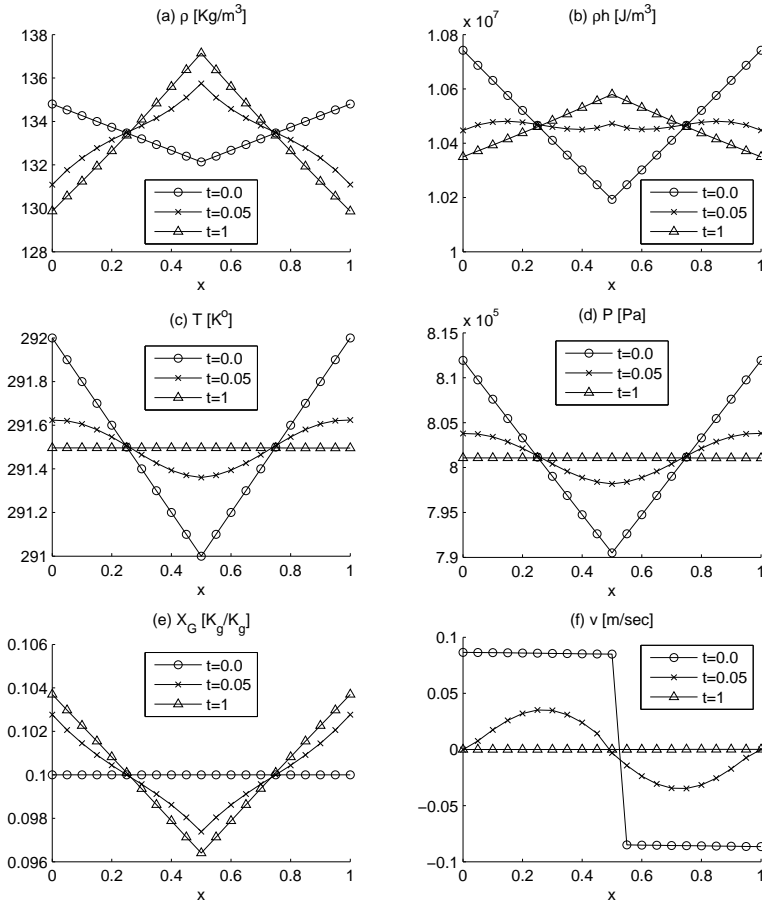 (a) ρ [Kg/m³]
138
136
134
132
130
128
0 0.2 0.4 0.6 0.8 1
x
t=0.0
t=0.05
t=1
(b) ρh [J/m³]
x 10⁷
1.08
1.06
1.04
1.02
1
0 0.2 0.4 0.6 0.8 1
x
t=0.0
t=0.05
t=1
(c) T [K⁰]
292
291.8
291.6
291.4
291.2
291
0 0.2 0.4 0.6 0.8 1
x
t=0.0
t=0.05
t=1
(d) P [Pa]
x 10⁵
8.15
8.1
8.05
8
7.95
7.9
0 0.2 0.4 0.6 0.8 1
x
t=0.0
t=0.05
t=1
(e) X_G [K_g/K_g]
0.106
0.104
0.102
0.1
0.098
0.096
0 0.2 0.4 0.6 0.8 1
x
t=0.0
t=0.05
t=1
(f) v [m/sec]
0.1
0.05
0
−0.05
−0.1
0 0.2 0.4 0.6 0.8 1
x
t=0.0
t=0.05
t=1